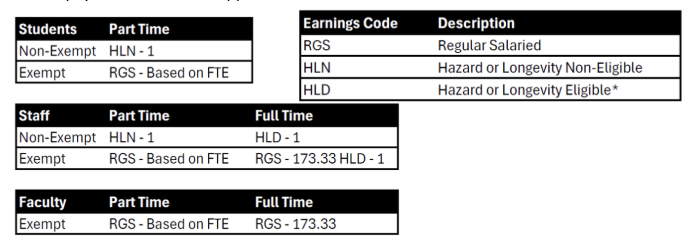 Students Part Time
Non-Exempt HLN - 1
Exempt RGS - Based on FTE
Earnings Code Description
RGS Regular Salaried
HLN Hazard or Longevity Non-Eligible
HLD Hazard or Longevity Eligible*
Staff Part Time Full Time
Non-Exempt HLN - 1 HLD - 1
Exempt RGS - Based on FTE RGS - 173.33 HLD - 1
Faculty Part Time Full Time
Exempt RGS - Based on FTE RGS - 173.33